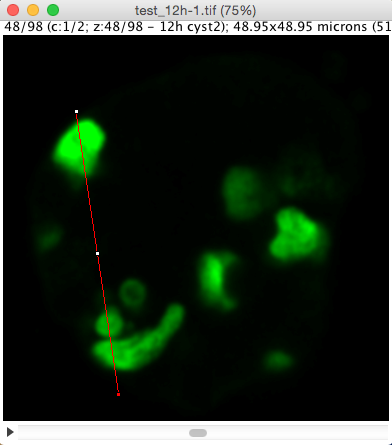 test_12h-1.tif (75%)
48/98 (c:1/2; z:48/98 - 12h cyst2); 48.95x48.95 microns (51